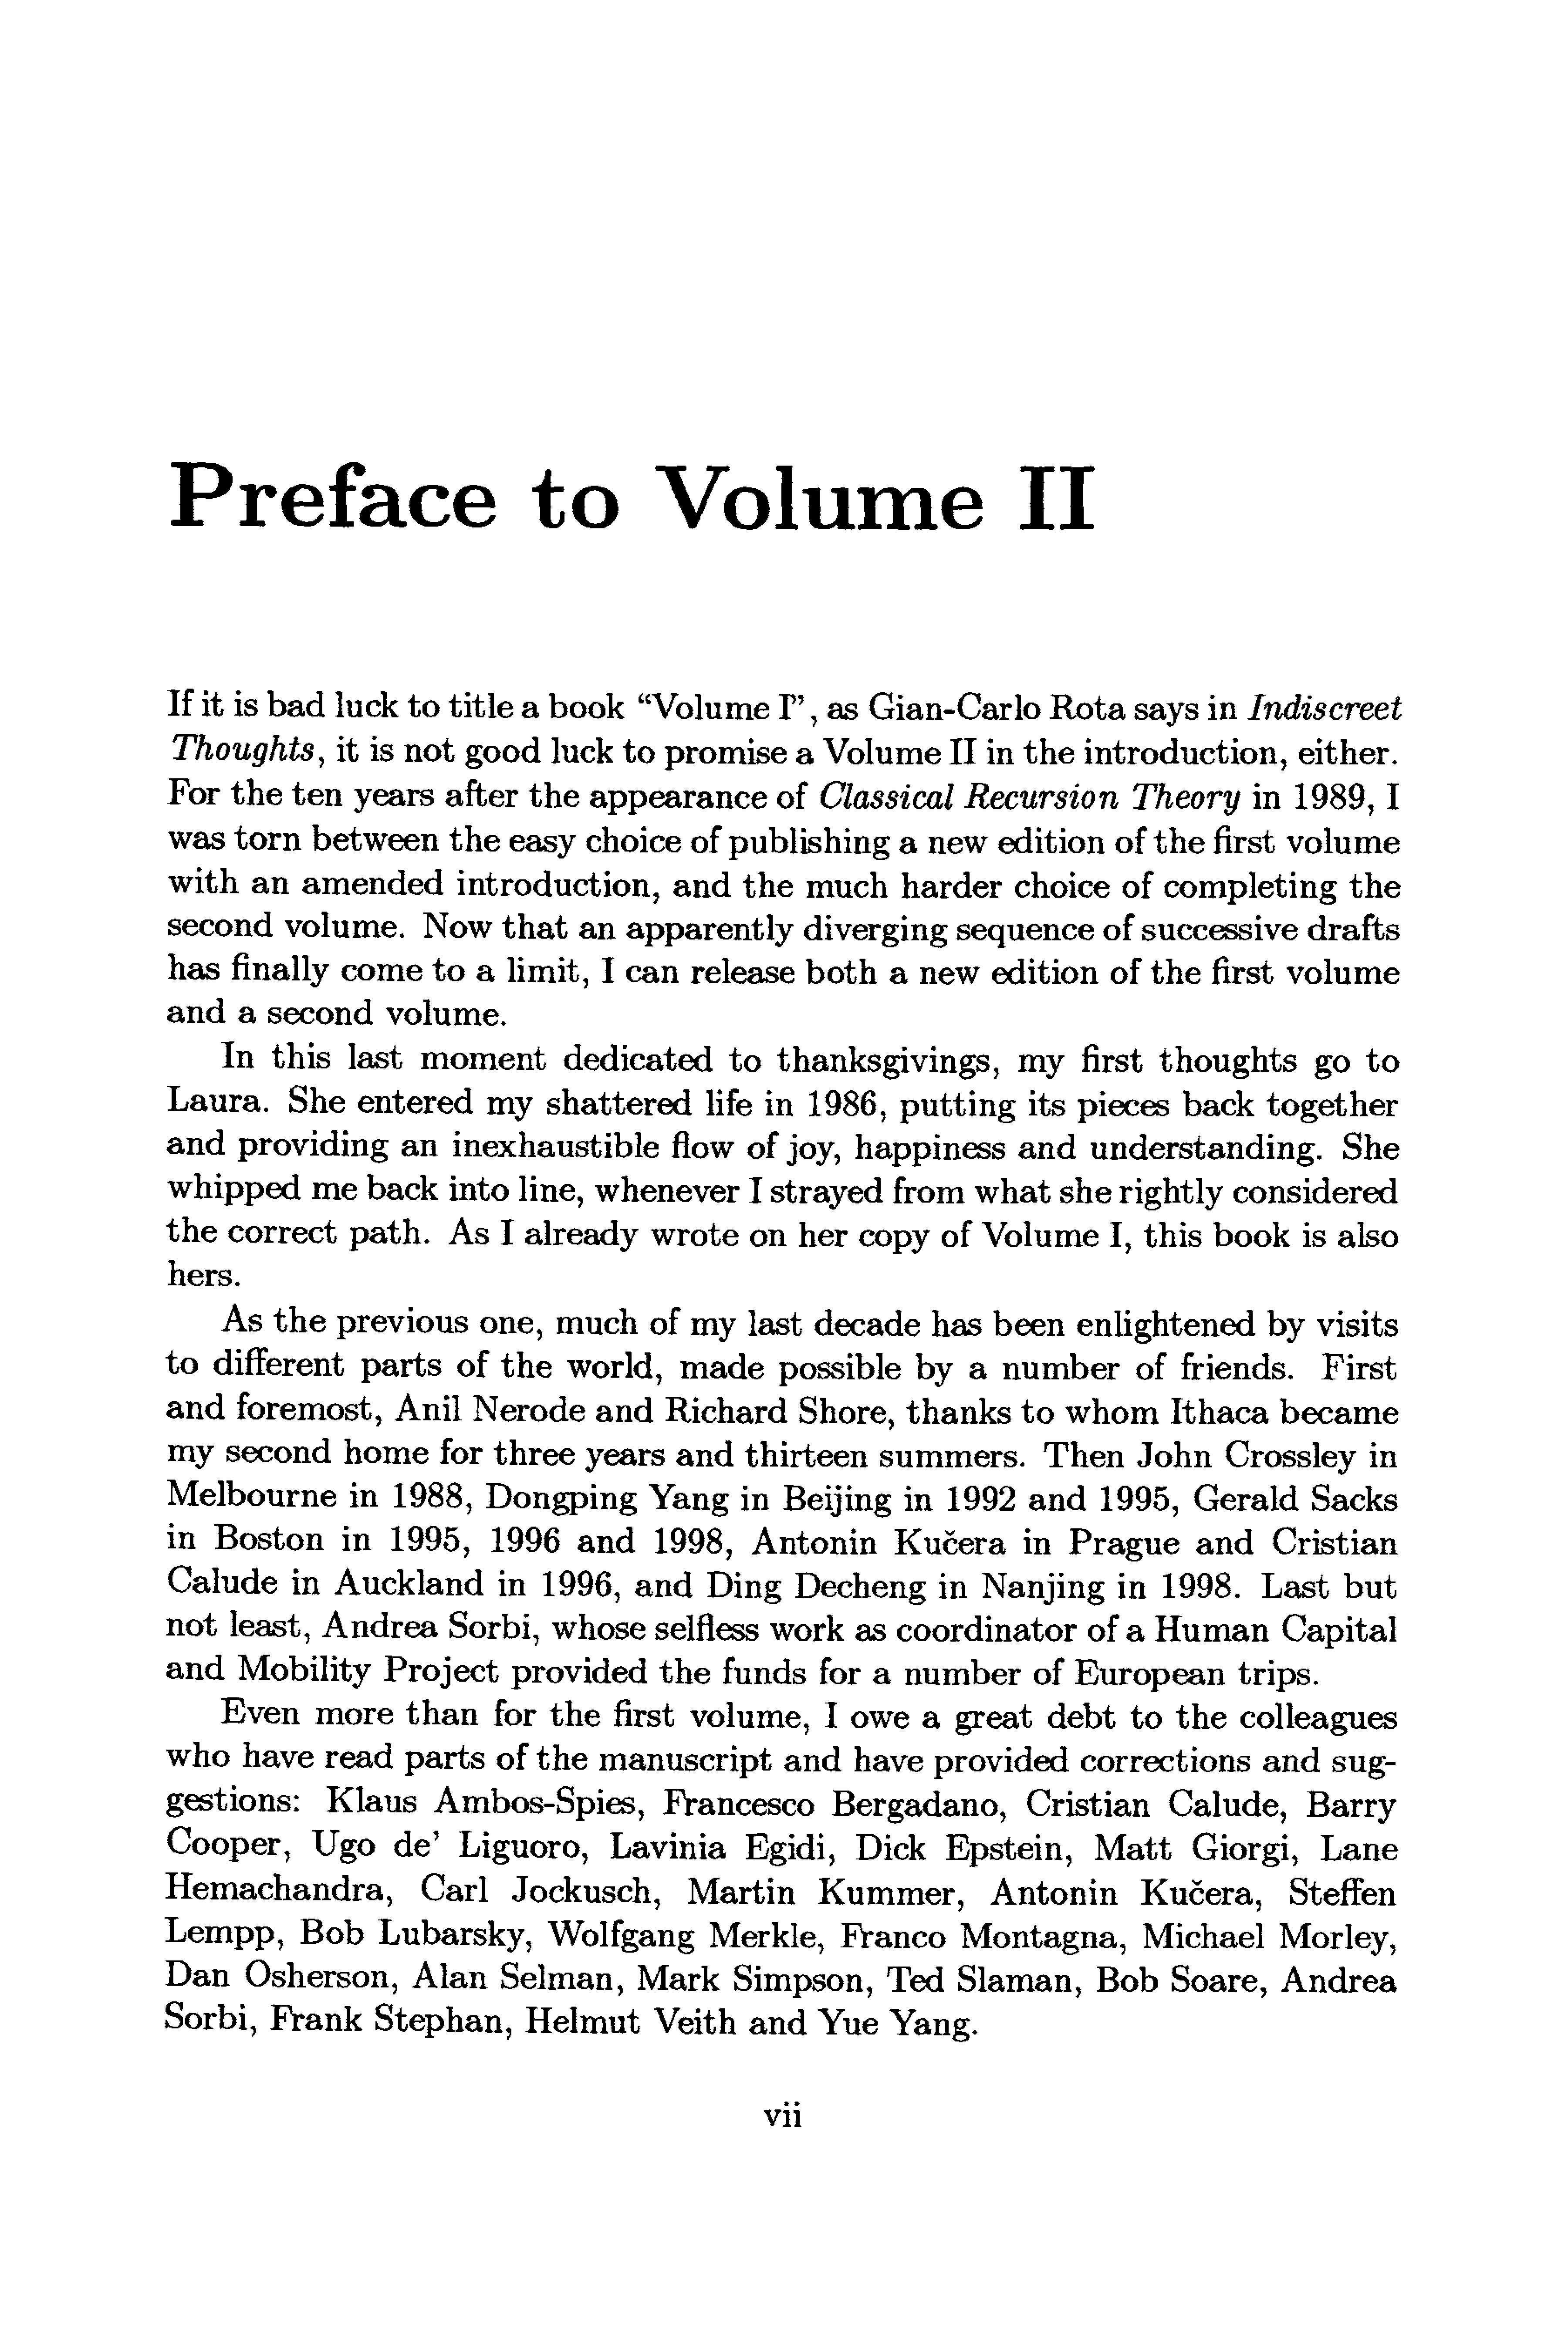 Preface to Volume II
If it is bad luck to title a book “Volume I”, as Gian-Carlo Rota says in Indiscreet
Thoughts, it is not good luck to promise a Volume II in the introduction, either.
For the ten years after the appearance of Classical Recursion Theory in 1989, I
was torn between the easy choice of publishing a new edition of the first volume
with an amended introduction, and the much harder choice of completing the
second volume. Now that an apparently diverging sequence of successive drafts
has finally come to a limit, I can release both a new edition of the first volume
and a second volume.
In this last moment dedicated to thanksgivings, my first thoughts go to
Laura. She entered my shattered life in 1986, putting its pieces back together
and providing an inexhaustible flow of joy, happiness and understanding. She
whipped me back into line, whenever I strayed from what she rightly considered
the correct path. As I already wrote on her copy of Volume I, this book is also
hers.
As the previous one, much of my last decade has been enlightened by visits
to different parts of the world, made possible by a number of friends. First
and foremost, Anil Nerode and Richard Shore, thanks to whom Ithaca became
my second home for three years and thirteen summers. Then John Crossley in
Melbourne in 1988, Dongping Yang in Beijing in 1992 and 1995, Gerald Sacks
in Boston in 1995, 1996 and 1998, Antonin Kučera in Prague and Cristian
Calude in Auckland in 1996, and Ding Decheng in Nanjing in 1998. Last but
not least, Andrea Sorbi, whose selfless work as coordinator of a Human Capital
and Mobility Project provided the funds for a number of European trips.
Even more than for the first volume, I owe a great debt to the colleagues
who have read parts of the manuscript and have provided corrections and sug-
gestions: Klaus Ambos-Spies, Francesco Bergadano, Cristian Calude, Barry
Cooper, Ugo de’ Liguoro, Lavinia Egidi, Dick Epstein, Matt Giorgi, Lane
Hemachandra, Carl Jockusch, Martin Kummer, Antonin Kučera, Steffen
Lempp, Bob Lubarsky, Wolfgang Merkle, Franco Montagna, Michael Morley,
Dan Osherson, Alan Selman, Mark Simpson, Ted Slaman, Bob Soare, Andrea
Sorbi, Frank Stephan, Helmut Veith and Yue Yang.
vii